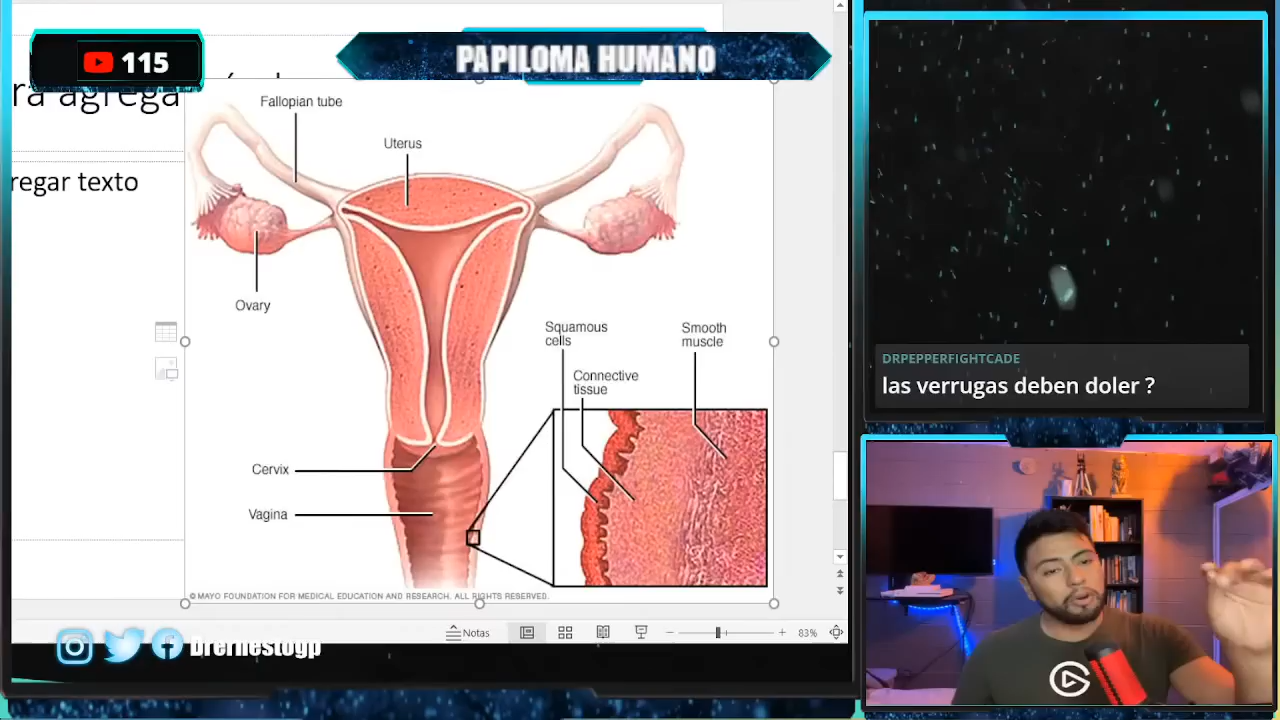 115
PAPILOMA HUMANO
ra agrega
regar texto
Fallopian tube
Uterus
Ovary
Squamous
cells
Smooth
muscle
Connective
tissue
Cervix
Vagina
© MAYO FOUNDATION FOR MEDICAL EDUCATION AND RESEARCH. ALL RIGHTS RESERVED.
Notas
83%
Drernestogp
DRPEPPERFIGHTCADE
las verrugas deben doler ?